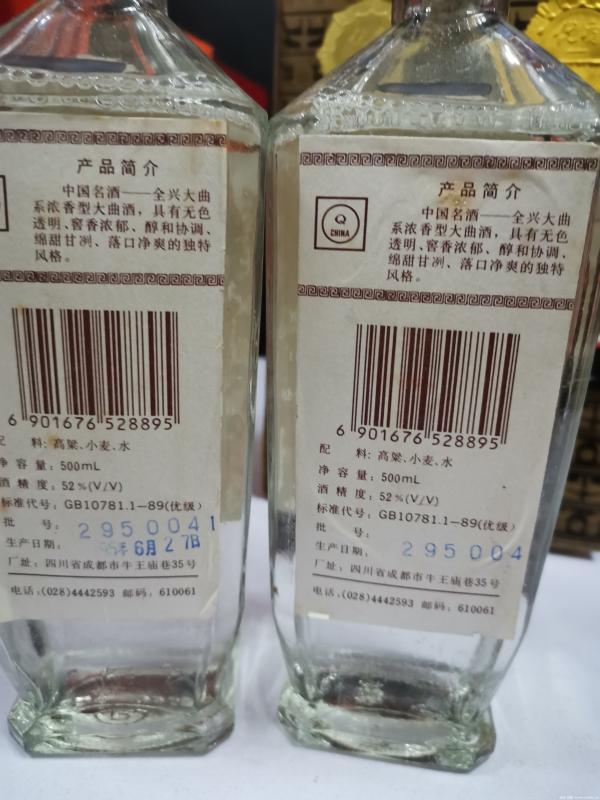 产品简介
中国名酒——全兴大曲
系浓香型大曲酒，具有无色
透明、窖香浓郁、醇和协调、
绵甜甘冽、落口净爽的独特
风格。
6 901676 528895
配 料：高粱、小麦、水
净容量：500mL
酒精度：52%(V/V)
标准代号：GB10781.1—89(优级)
批 号： 2950041
生产日期： 95年6月27日
厂址：四川省成都市牛王庙巷35号
电话：(028)4442593 邮码：610061
产品简介
Q
CHINA
中国名酒——全兴大曲
系浓香型大曲酒，具有无色
透明、窖香浓郁、醇和协调、
绵甜甘冽、落口净爽的独特
风格。
6 901676 528895
配 料：高粱、小麦、水
净容量：500mL
酒精度：52%(V/V)
标准代号：GB10781.1—89(优级)
批 号：
生产日期： 295004
厂址：四川省成都市牛王庙巷35号
电话：(028)4442593 邮码：610061